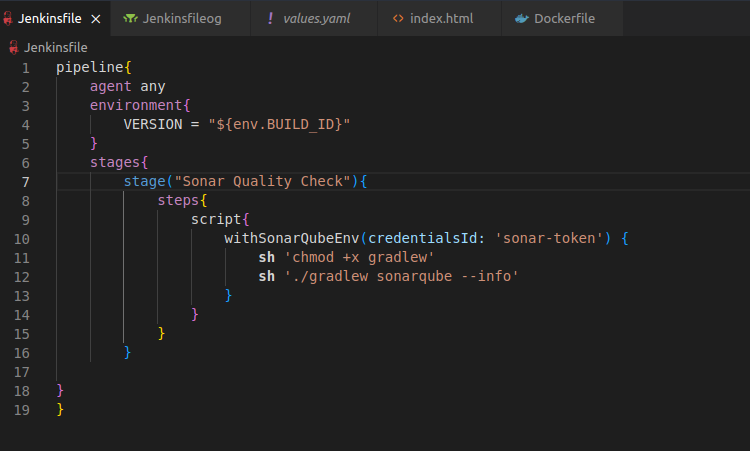 Jenkinsfile × Jenkinsfileog ! values.yaml <> index.html Dockerfile
Jenkinsfile
1 pipeline{
2     agent any
3     environment{
4         VERSION = "${env.BUILD_ID}"
5     }
6     stages{
7         stage("Sonar Quality Check"){
8             steps{
9                 script{
10                     withSonarQubeEnv(credentialsId: 'sonar-token') {
11                         sh 'chmod +x gradlew'
12                         sh './gradlew sonarqube --info'
13                     }
14                 }
15             }
16         }
17
18 }
19 }